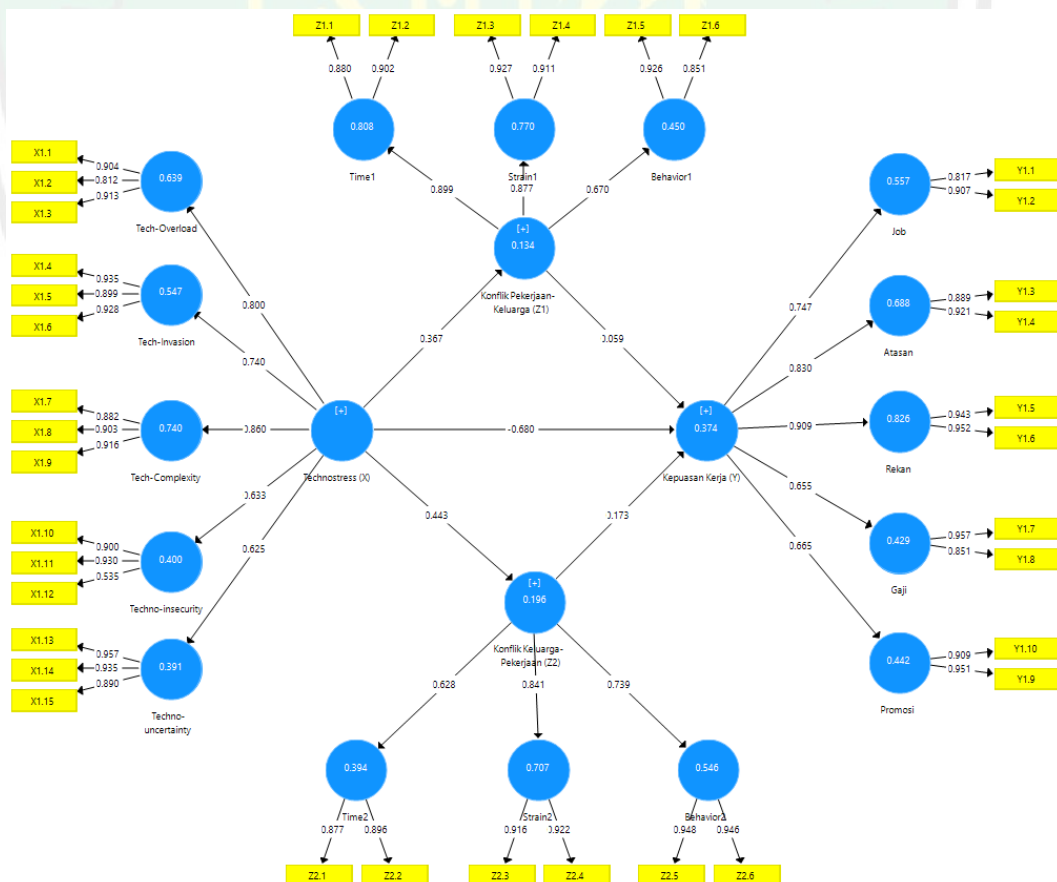 Z1.1
Z1.2
Z1.3
Z1.4
Z1.5
Z1.6
0.880
0.902
0.927
0.911
0.926
0.851
0.808
0.770
0.450
Time1
Strain1
Behavior1
0.899
0.877
0.670
[+]
0.134
Konflik Pekerjaan-
Keluarga (Z1)
X1.1
X1.2
X1.3
0.904
0.812
0.913
0.639
Tech-Overload
X1.4
X1.5
X1.6
0.935
0.899
0.928
0.547
Tech-Invasion
X1.7
X1.8
X1.9
0.882
0.903
0.916
0.740
Tech-Complexity
X1.10
X1.11
X1.12
0.900
0.930
0.535
0.400
Techno-insecurity
X1.13
X1.14
X1.15
0.957
0.935
0.890
0.391
Techno-
uncertainty
0.800
0.740
0.860
0.633
0.625
[+]
Technostress (X)
0.367
-0.680
0.443
0.059
0.173
[+]
0.374
Kepuasan Kerja (Y)
0.747
0.830
0.909
0.655
0.665
0.557
Job
0.817
0.907
Y1.1
Y1.2
0.688
Atasan
0.889
0.921
Y1.3
Y1.4
0.826
Rekan
0.943
0.952
Y1.5
Y1.6
0.429
Gaji
0.957
0.851
Y1.7
Y1.8
0.442
Promosi
0.909
0.951
Y1.10
Y1.9
[+]
0.196
Konflik Keluarga-
Pekerjaan (Z2)
0.628
0.841
0.739
0.394
0.707
0.546
Time2
Strain2
Behavior2
0.877
0.896
0.916
0.922
0.948
0.946
Z2.1
Z2.2
Z2.3
Z2.4
Z2.5
Z2.6